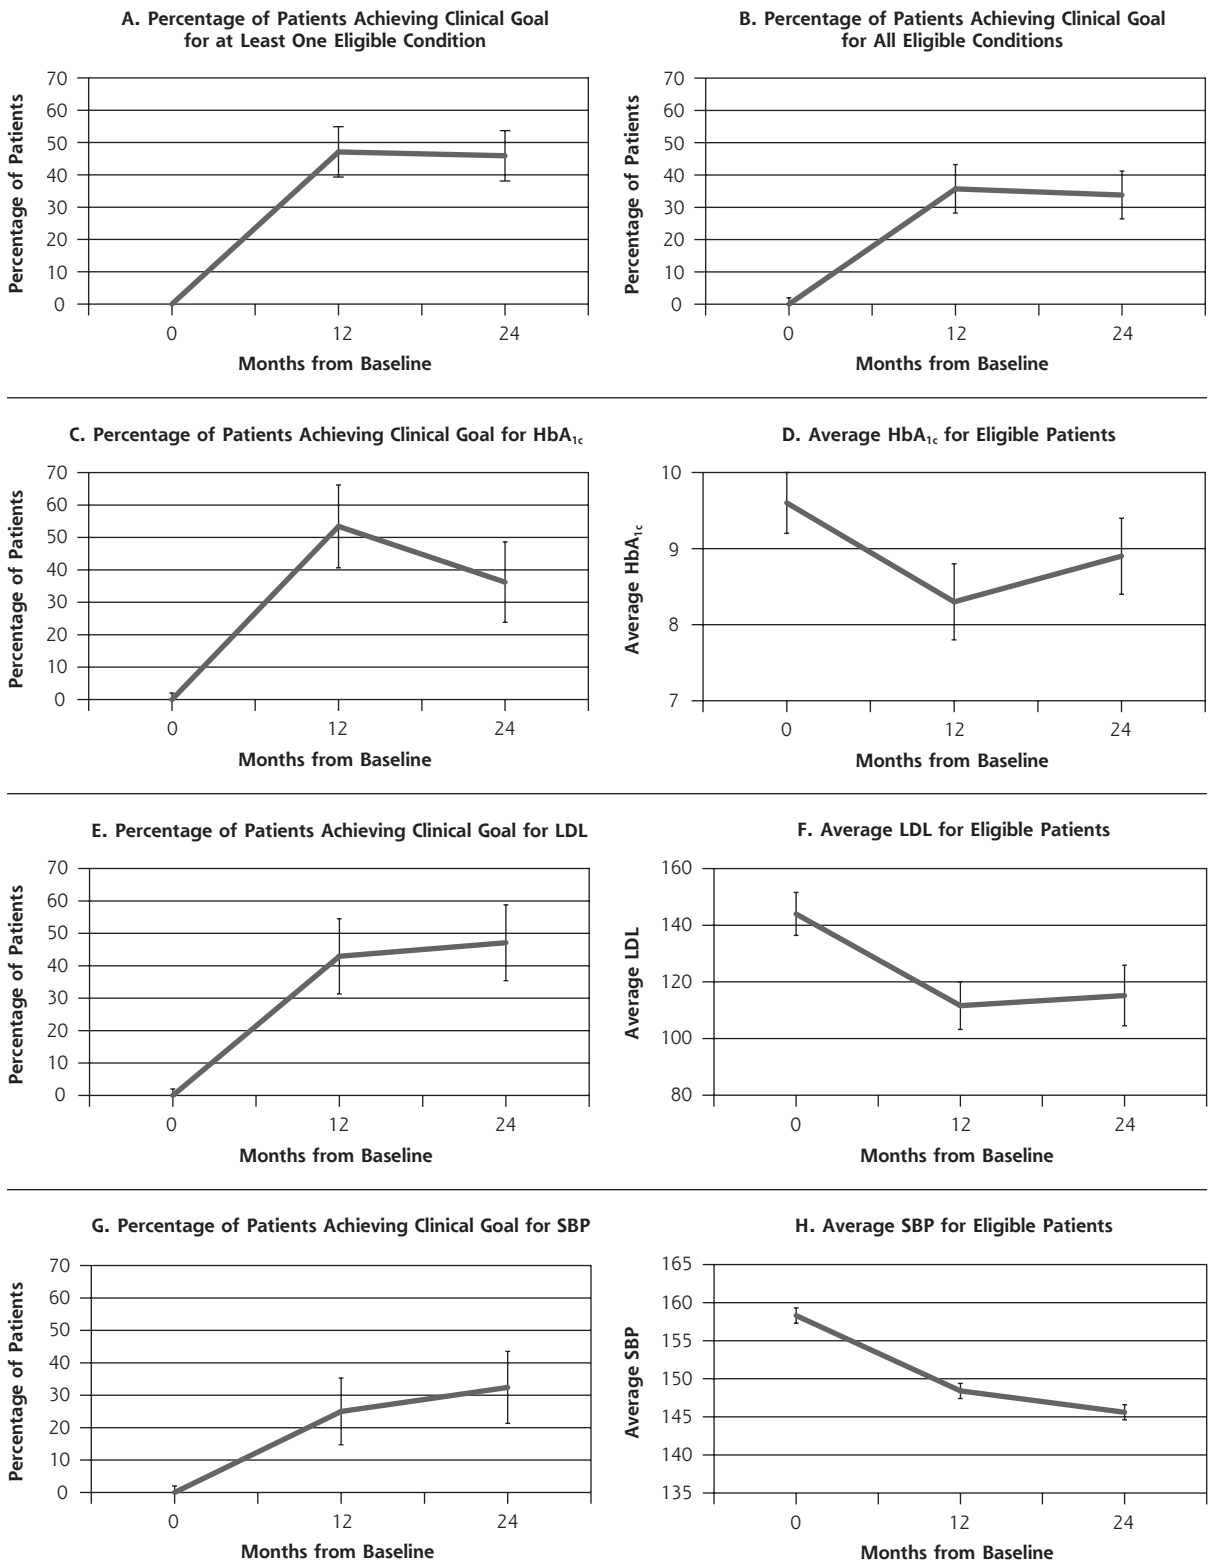 A. Percentage of Patients Achieving Clinical Goal
for at Least One Eligible Condition
Percentage of Patients
70
60
50
40
30
20
10
0
0 12 24
Months from Baseline
B. Percentage of Patients Achieving Clinical Goal
for All Eligible Conditions
Percentage of Patients
70
60
50
40
30
20
10
0
0 12 24
Months from Baseline
C. Percentage of Patients Achieving Clinical Goal for HbA1c
Percentage of Patients
70
60
50
40
30
20
10
0
0 12 24
Months from Baseline
D. Average HbA1c for Eligible Patients
Average HbA1c
10
9
8
7
0 12 24
Months from Baseline
E. Percentage of Patients Achieving Clinical Goal for LDL
Percentage of Patients
70
60
50
40
30
20
10
0
0 12 24
Months from Baseline
F. Average LDL for Eligible Patients
Average LDL
160
140
120
100
80
0 12 24
Months from Baseline
G. Percentage of Patients Achieving Clinical Goal for SBP
Percentage of Patients
70
60
50
40
30
20
10
0
0 12 24
Months from Baseline
H. Average SBP for Eligible Patients
Average SBP
165
160
155
150
145
140
135
0 12 24
Months from Baseline